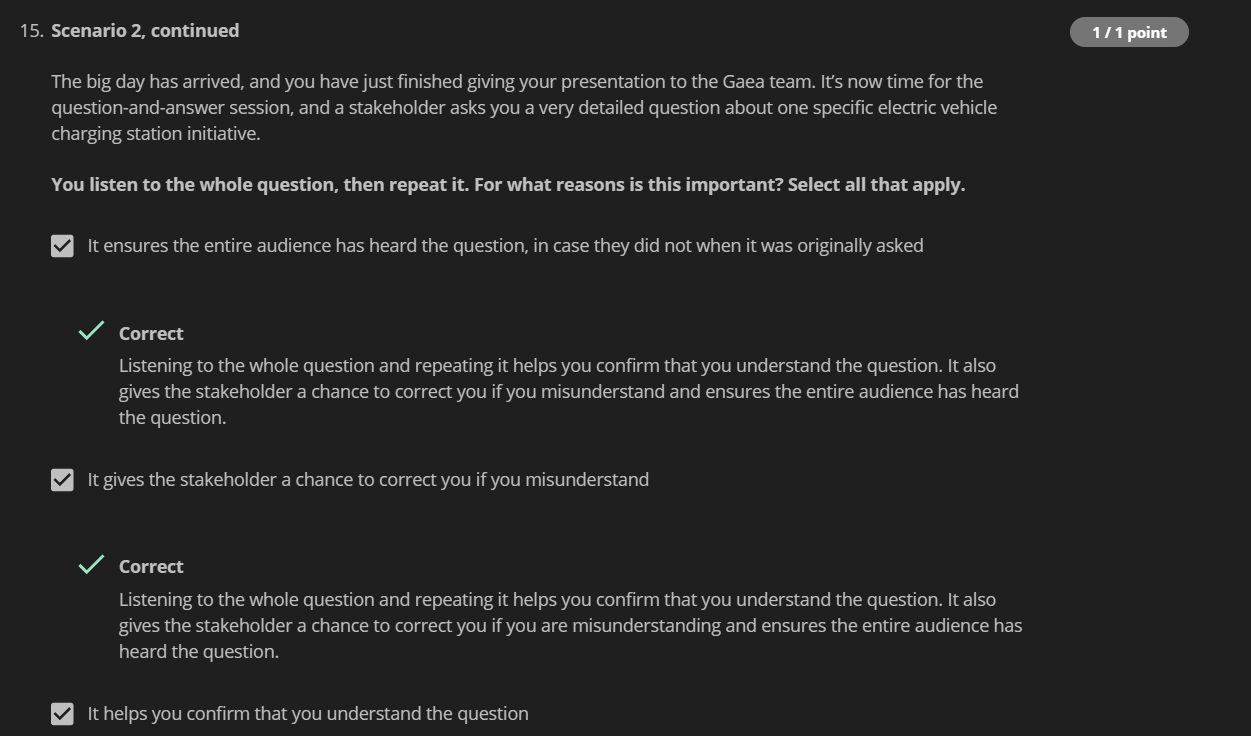 15. Scenario 2, continued
1 / 1 point
The big day has arrived, and you have just finished giving your presentation to the Gaea team. It’s now time for the
question-and-answer session, and a stakeholder asks you a very detailed question about one specific electric vehicle
charging station initiative.
You listen to the whole question, then repeat it. For what reasons is this important? Select all that apply.
It ensures the entire audience has heard the question, in case they did not when it was originally asked
Correct
Listening to the whole question and repeating it helps you confirm that you understand the question. It also
gives the stakeholder a chance to correct you if you misunderstand and ensures the entire audience has heard
the question.
It gives the stakeholder a chance to correct you if you misunderstand
Correct
Listening to the whole question and repeating it helps you confirm that you understand the question. It also
gives the stakeholder a chance to correct you if you are misunderstanding and ensures the entire audience has
heard the question.
It helps you confirm that you understand the question